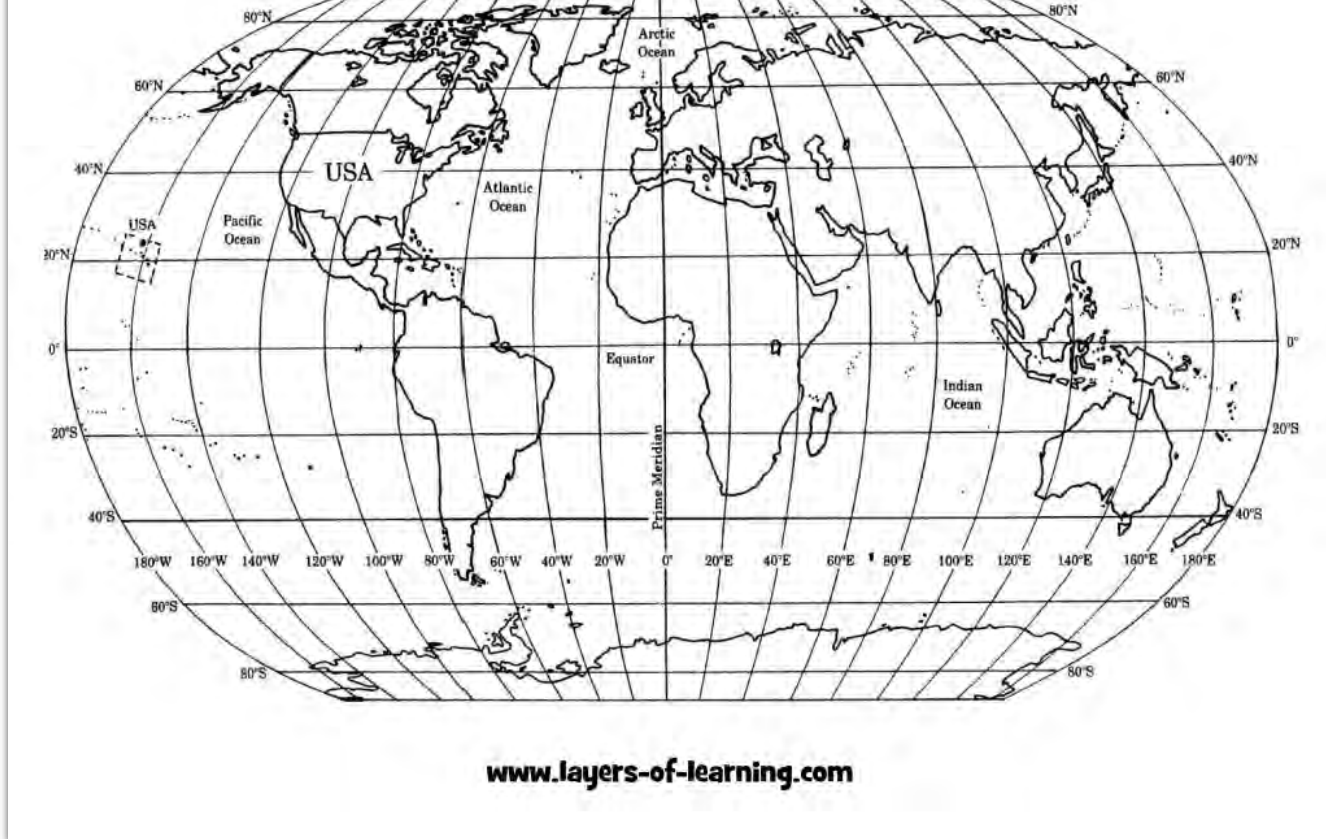 80°N
80°N
Arctic
Ocean
60°N
60°N
USA
40°N
40°N
Atlantic
Ocean
USA
Pacific
Ocean
20°N
20°N
0°
Equator
0°
Indian
Ocean
20°S
20°S
Prime Meridian
40°S
40°S
180°W 160°W 140°W 120°W 100°W 80°W 60°W 40°W 20°W 0° 20°E 40°E 60°E 80°E 100°E 120°E 140°E 160°E 180°E
60°S
60°S
80°S
80°S
www.layers-of-learning.com